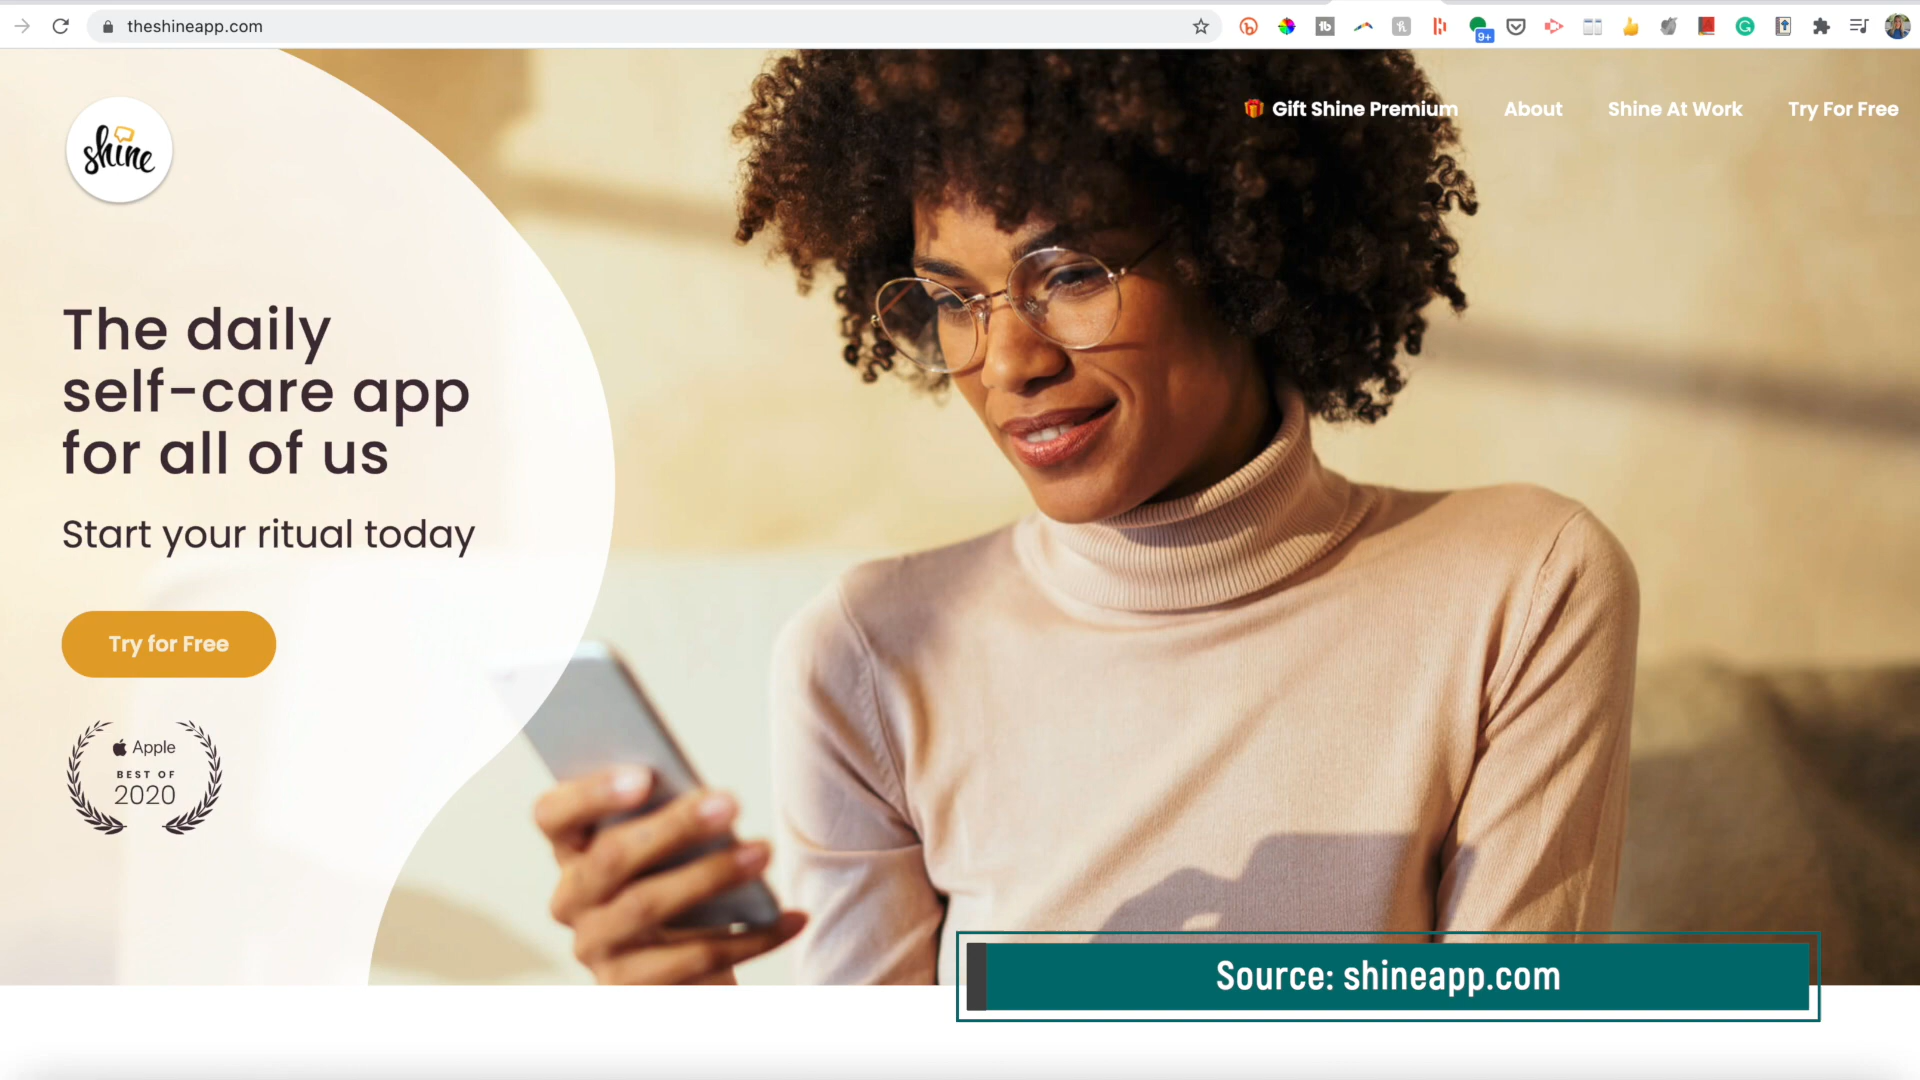 theshineapp.com
9+
shine
🎁 Gift Shine Premium
About
Shine At Work
Try For Free
The daily
self-care app
for all of us
Start your ritual today
Try for Free
Apple
BEST OF
2020
Source: shineapp.com